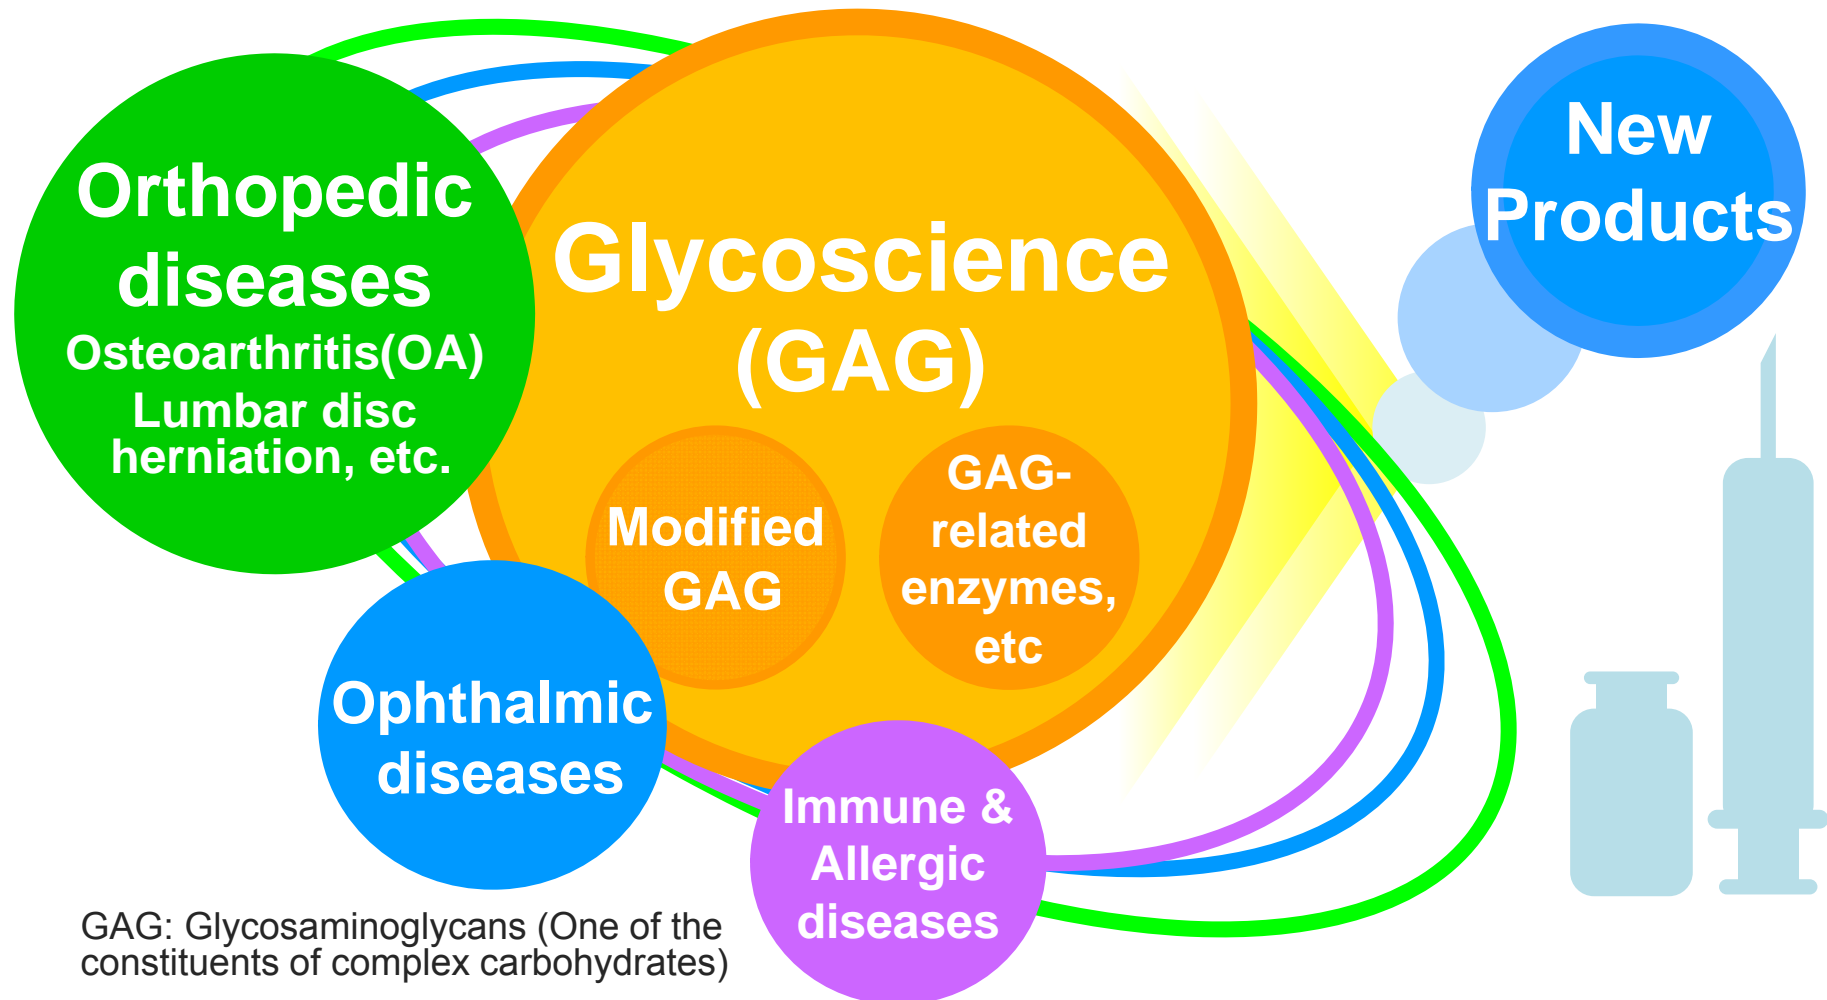 Orthopedic
diseases
Osteoarthritis(OA)
Lumbar disc
herniation, etc.
Glycoscience
(GAG)
Modified
GAG
GAG-
related
enzymes,
etc
New
Products
Ophthalmic
diseases
Immune &
Allergic
diseases
GAG: Glycosaminoglycans (One of the
constituents of complex carbohydrates)